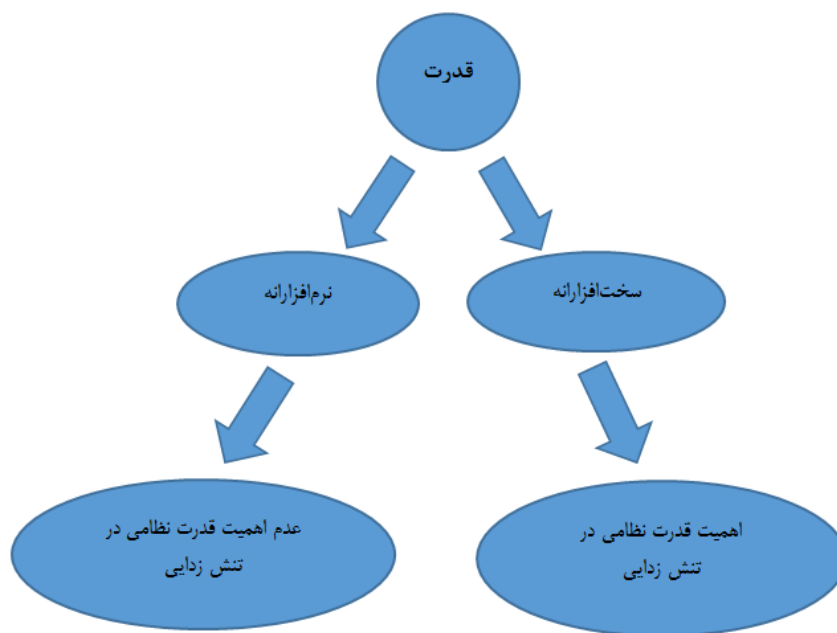 قدرت
سخت‌افزارانه
نرم‌افزارانه
اهمیت قدرت نظامی در
تنش زدایی
عدم اهمیت قدرت نظامی در
تنش زدایی